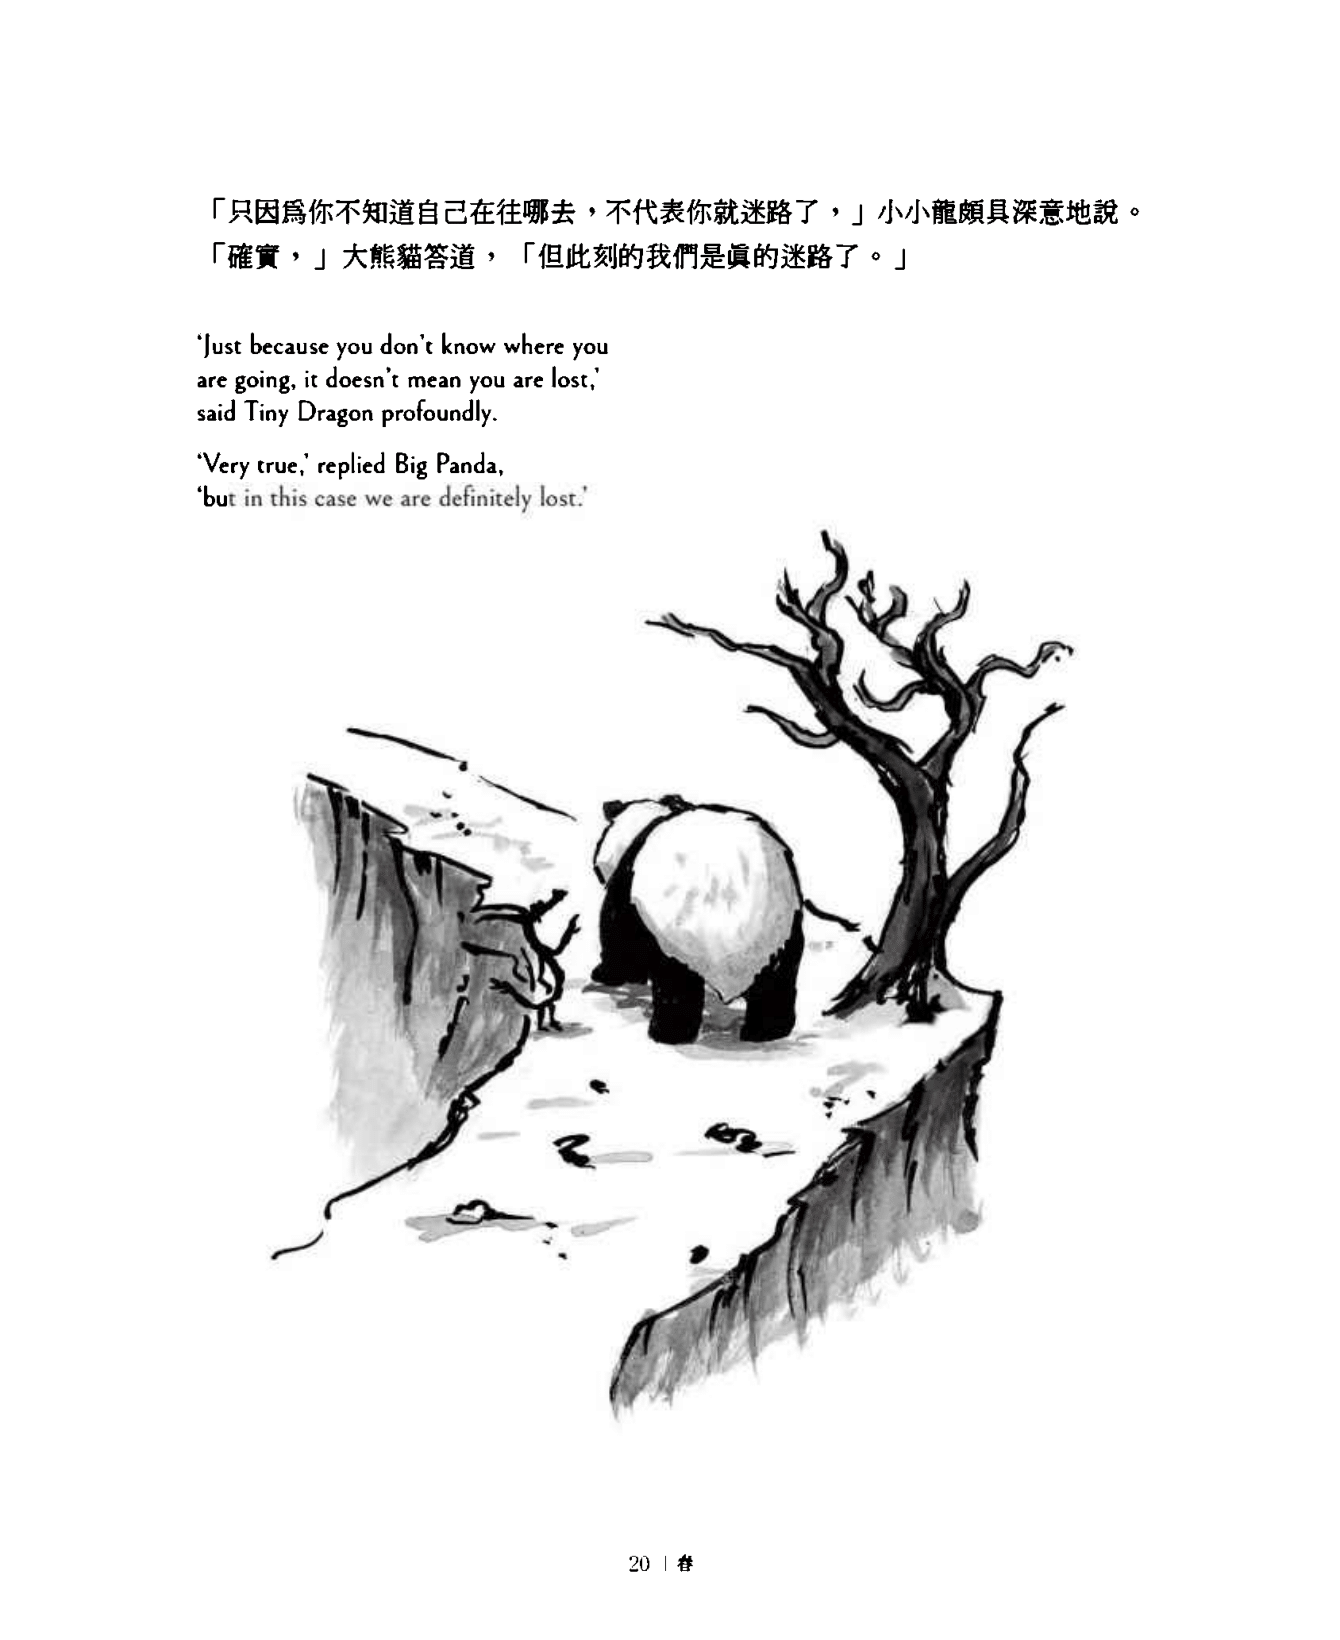 「只因爲你不知道自己在往哪去，不代表你就迷路了，」小小龍頗具深意地說。
「確實，」大熊貓答道，「但此刻的我們是眞的迷路了。」
‘Just because you don’t know where you
are going, it doesn’t mean you are lost,’
said Tiny Dragon profoundly.
‘Very true,’ replied Big Panda,
‘but in this case we are definitely lost.’
20 | 春